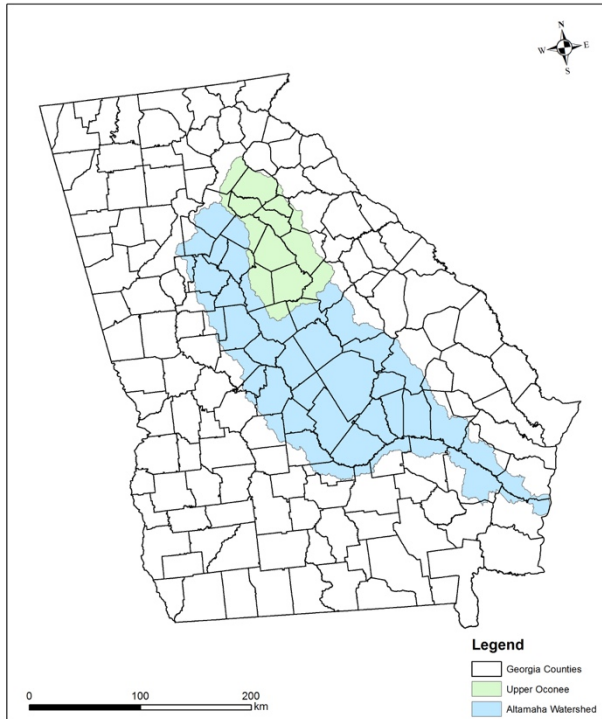 N
W E
S
Legend
Georgia Counties
Upper Oconee
Altamaha Watershed
0 100 200
km